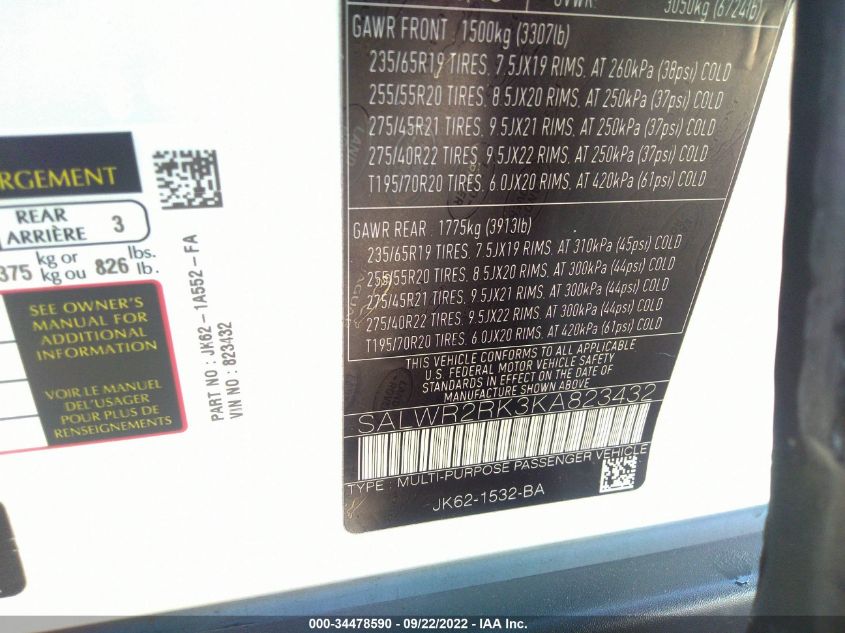 GVWR: 3050kg (6724lb)
GAWR FRONT : 1500kg (3307lb)
235/65R19 TIRES, 7.5JX19 RIMS, AT 260kPa (38psi) COLD
255/55R20 TIRES, 8.5JX20 RIMS, AT 250kPa (37psi) COLD
275/45R21 TIRES, 9.5JX21 RIMS, AT 250kPa (37psi) COLD
275/40R22 TIRES, 9.5JX22 RIMS, AT 250kPa (37psi) COLD
T195/70R20 TIRES, 6.0JX20 RIMS, AT 420kPa (61psi) COLD
GAWR REAR : 1775kg (3913lb)
235/65R19 TIRES, 7.5JX19 RIMS, AT 310kPa (45psi) COLD
255/55R20 TIRES, 8.5JX20 RIMS, AT 300kPa (44psi) COLD
275/45R21 TIRES, 9.5JX21 RIMS, AT 300kPa (44psi) COLD
275/40R22 TIRES, 9.5JX22 RIMS, AT 300kPa (44psi) COLD
T195/70R20 TIRES, 6.0JX20 RIMS, AT 420kPa (61psi) COLD
THIS VEHICLE CONFORMS TO ALL APPLICABLE
U.S. FEDERAL MOTOR VEHICLE SAFETY
STANDARDS IN EFFECT ON THE DATE OF
MANUFACTURE SHOWN ABOVE.
SALWR2RK3KA823432
TYPE : MULTI-PURPOSE PASSENGER VEHICLE
JK62-1532-BA
RGEMENT
REAR
ARRIÈRE 3
375 kg or kg ou 826 lbs. lb.
SEE OWNER'S
MANUAL FOR
ADDITIONAL
INFORMATION
VOIR LE MANUEL
DEL'USAGER
POUR PLUS DE
RENSEIGNEMENTS
PART NO : JK62-1A552-FA
VIN NO : 823432
000-34478590 - 09/22/2022 - IAA Inc.